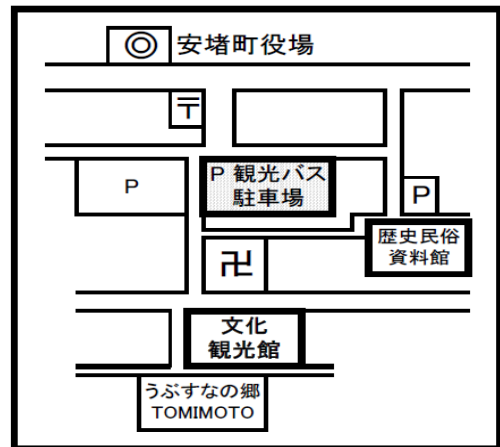 ◎ 安堵町役場
〒
P
P 観光バス
駐車場
P
歴史民俗
資料館
卍
文化
観光館
うぶすなの郷
TOMIMOTO